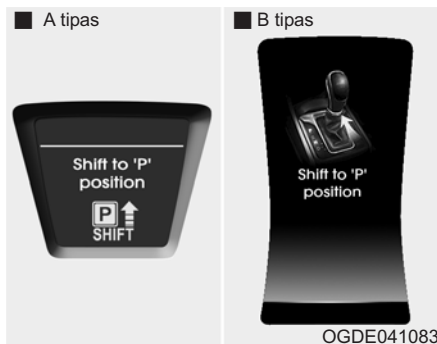 ■ A tipas
Shift to 'P'
position
P
SHIFT
■ B tipas
Shift to 'P'
position
OGDE041083